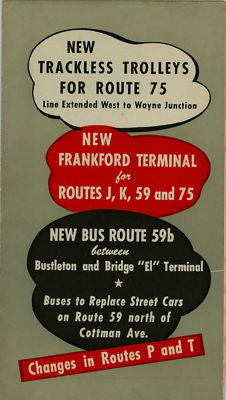 NEW
TRACKLESS TROLLEYS
FOR ROUTE 75
Line Extended West to Wayne Junction
NEW
FRANKFORD TERMINAL
for
ROUTES J, K, 59 and 75
NEW BUS ROUTE 59b
between
Bustleton and Bridge "El" Terminal
★
Buses to Replace Street Cars
on Route 59 north of
Cottman Ave.
Changes in Routes P and T